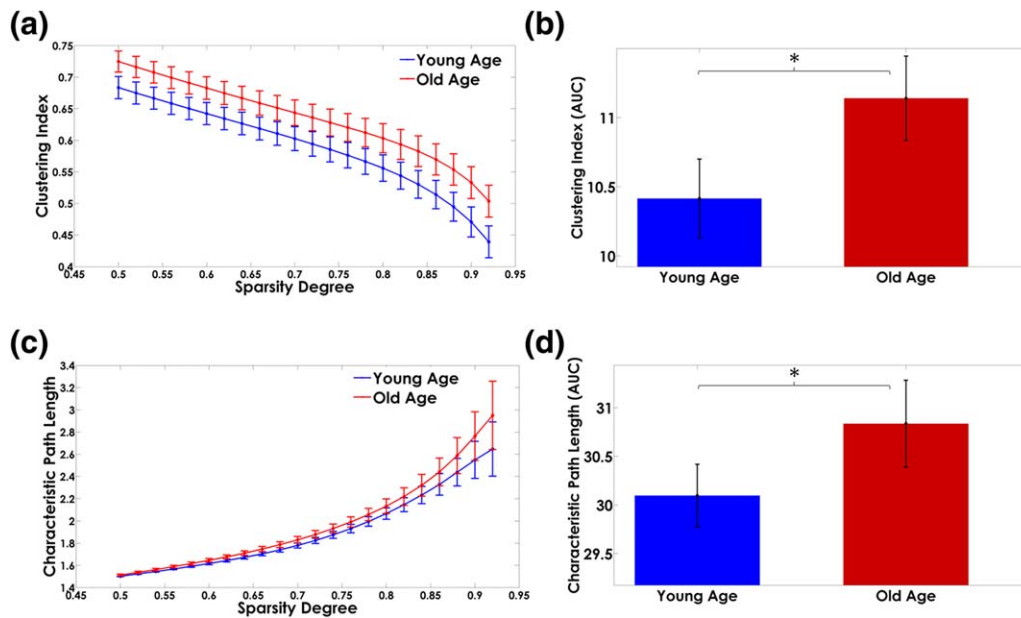 (a)
0.75
0.7
0.65
0.6
0.55
0.5
0.45
0.4
Clustering Index
Young Age
Old Age
0.45 0.5 0.55 0.6 0.65 0.7 0.75 0.8 0.85 0.9 0.95
Sparsity Degree
(b)
*
11
10.5
10
Clustering Index (AUC)
Young Age Old Age
(c)
3.4
3.2
3
2.8
2.6
2.4
2.2
2
1.8
1.6
1.4
Characteristic Path Length
Young Age
Old Age
0.45 0.5 0.55 0.6 0.65 0.7 0.75 0.8 0.85 0.9 0.95
Sparsity Degree
(d)
*
31
30.5
30
29.5
Characteristic Path Length (AUC)
Young Age Old Age